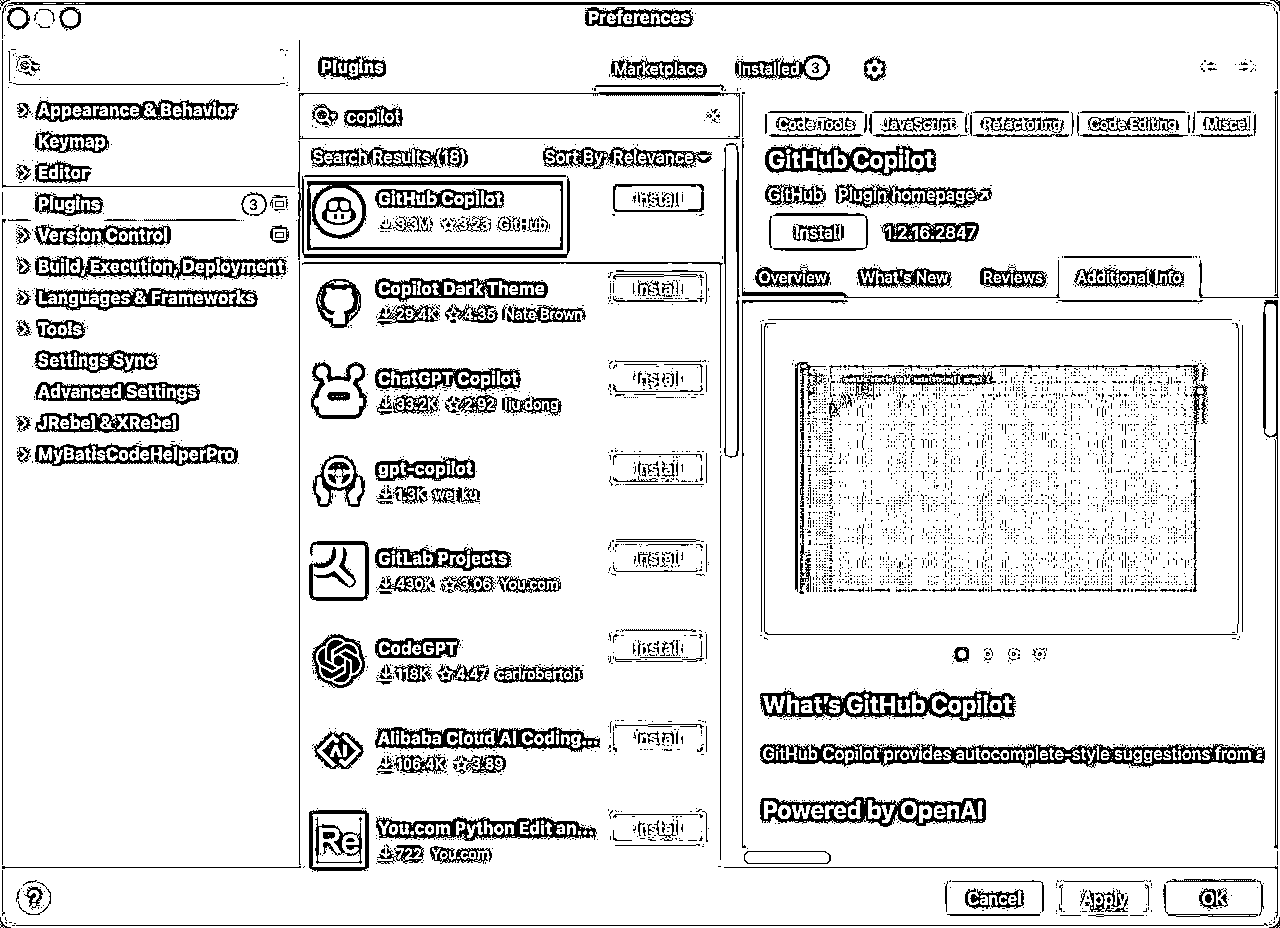 Preferences
Plugins
Marketplace
Installed 3
Appearance & Behavior
Keymap
Editor
Plugins 3
Version Control
Build, Execution, Deployment
Languages & Frameworks
Tools
Settings Sync
Advanced Settings
JRebel & XRebel
MyBatisCodeHelperPro
copilot
Search Results (18) Sort By: Relevance
GitHub Copilot
3.3M 3.23 GitHub
Install
Copilot Dark Theme
29.4K 4.35 Nate Brown
Install
ChatGPT Copilot
33.2K 2.92 liu dong
Install
gpt-copilot
1.3K wei ku
Install
GitLab Projects
430K 3.06 You.com
Install
CodeGPT
118K 4.47 carlroberton
Install
Alibaba Cloud AI Coding...
106.4K 3.89
Install
Re
You.com Python Edit an...
722 You.com
Install
Code Tools JavaScript Refactoring Code Editing Miscel
GitHub Copilot
GitHub Plugin homepage
Install 1.2.16.2847
Overview What's New Reviews Additional Info
What's GitHub Copilot
GitHub Copilot provides autocomplete-style suggestions from a
Powered by OpenAI
?
Cancel Apply OK